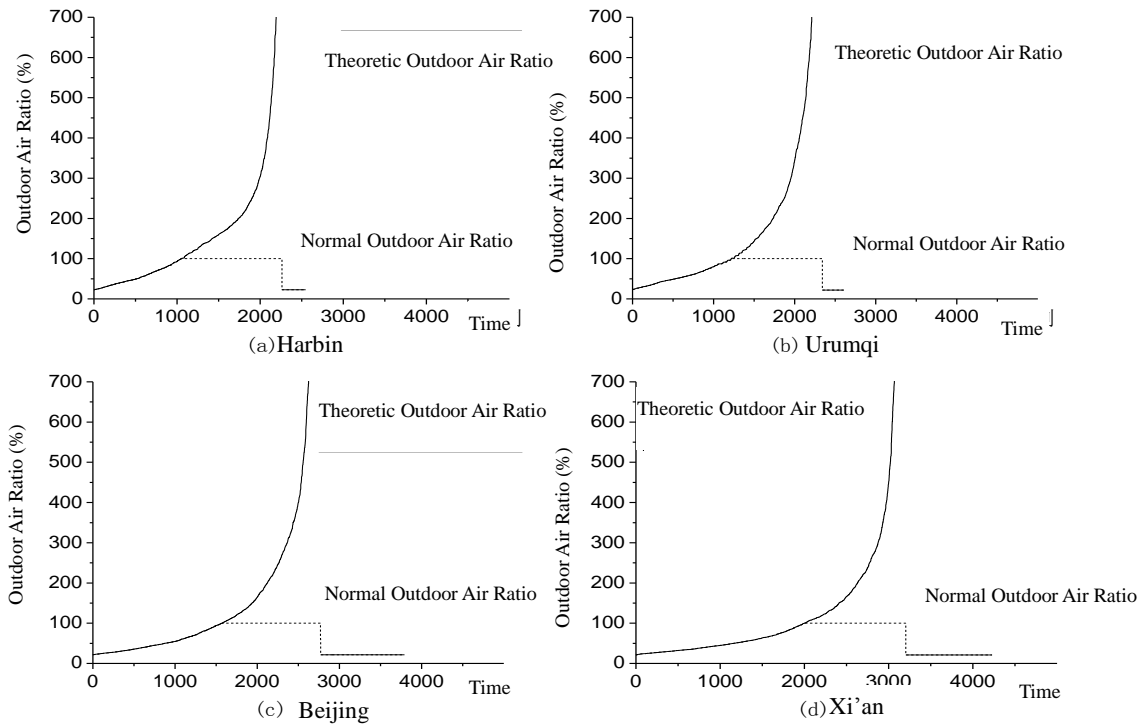 700
600
500
400
300
200
100
0
Outdoor Air Ratio (%)
Theoretic Outdoor Air Ratio
Normal Outdoor Air Ratio
0 1000 2000 3000 4000
Time
(a)Harbin
700
600
500
400
300
200
100
0
Outdoor Air Ratio (%)
Theoretic Outdoor Air Ratio
Normal Outdoor Air Ratio
0 1000 2000 3000 4000
Time
(b) Urumqi
700
600
500
400
300
200
100
0
Outdoor Air Ratio (%)
Theoretic Outdoor Air Ratio
Normal Outdoor Air Ratio
0 1000 2000 3000 4000
Time
(c) Beijing
700
600
500
400
300
200
100
0
Outdoor Air Ratio (%)
Theoretic Outdoor Air Ratio
Normal Outdoor Air Ratio
0 1000 2000 3000 4000
Time
(d)Xi’an